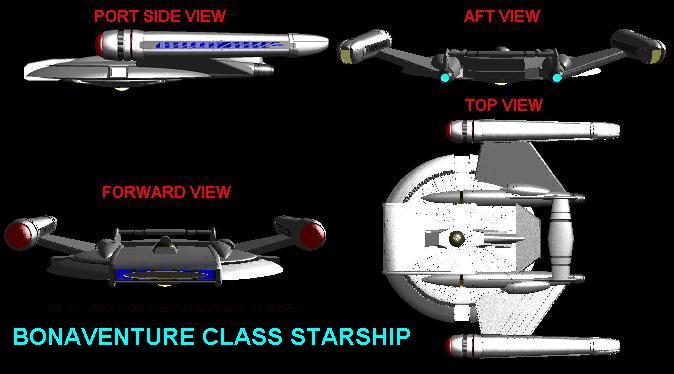 PORT SIDE VIEW
AFT VIEW
TOP VIEW
FORWARD VIEW
BONAVENTURE CLASS STARSHIP